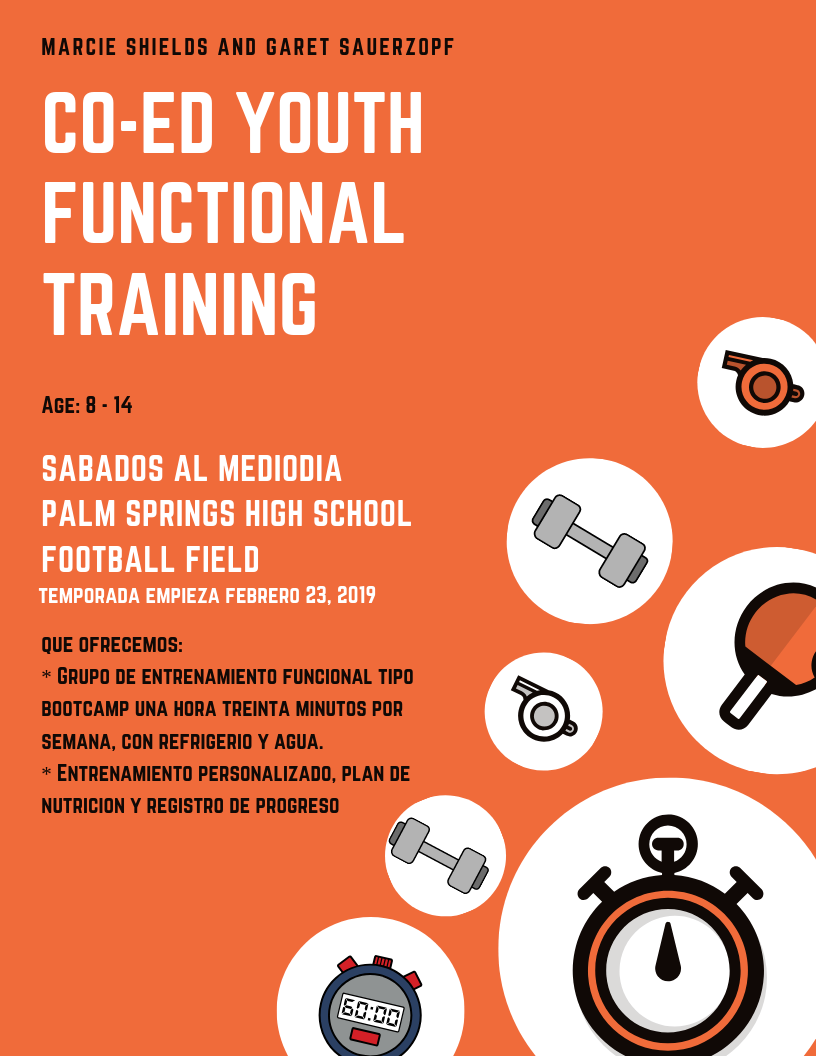 MARCIE SHIELDS AND GARET SAUERZOPF
CO-ED YOUTH
FUNCTIONAL
TRAINING
AGE: 8 - 14
SABADOS AL MEDIODIA
PALM SPRINGS HIGH SCHOOL
FOOTBALL FIELD
TEMPORADA EMPIEZA FEBRERO 23, 2019
QUE OFRECEMOS:
* GRUPO DE ENTRENAMIENTO FUNCIONAL TIPO
BOOTCAMP UNA HORA TREINTA MINUTOS POR
SEMANA, CON REFRIGERIO Y AGUA.
* ENTRENAMIENTO PERSONALIZADO, PLAN DE
NUTRICION Y REGISTRO DE PROGRESO
60:00